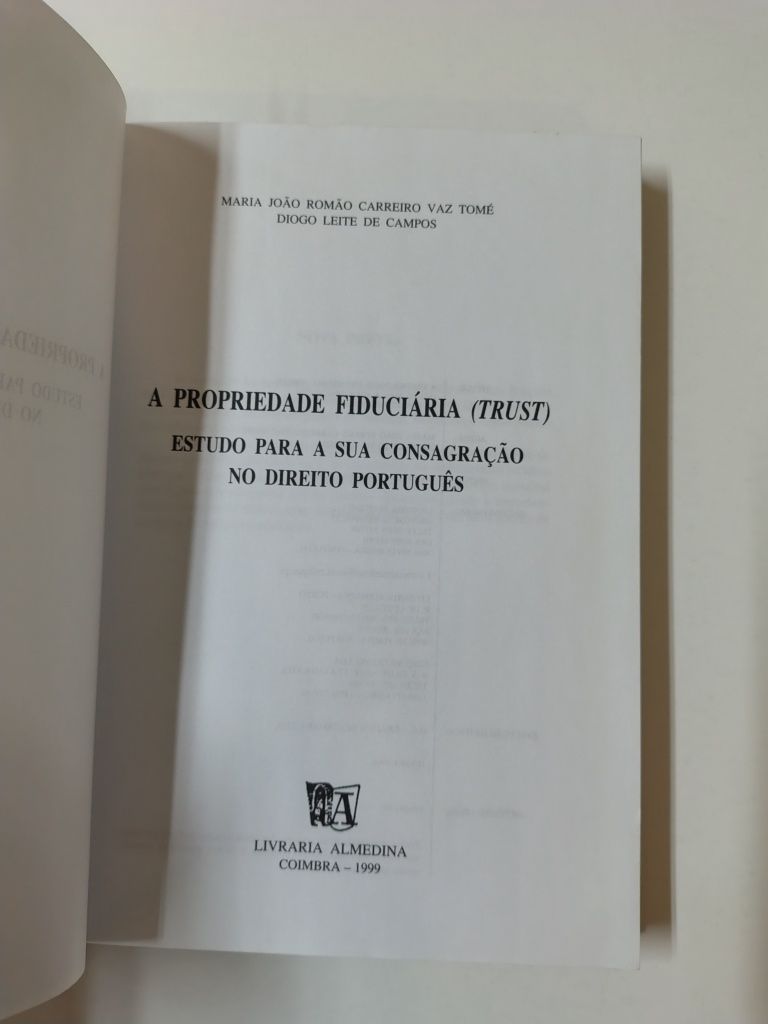 MARIA JOÃO ROMÃO CARREIRO VAZ TOMÉ
DIOGO LEITE DE CAMPOS
A PROPRIEDADE FIDUCIÁRIA (TRUST)
ESTUDO PARA A SUA CONSAGRAÇÃO
NO DIREITO PORTUGUÊS
LIVRARIA ALMEDINA
COIMBRA – 1999